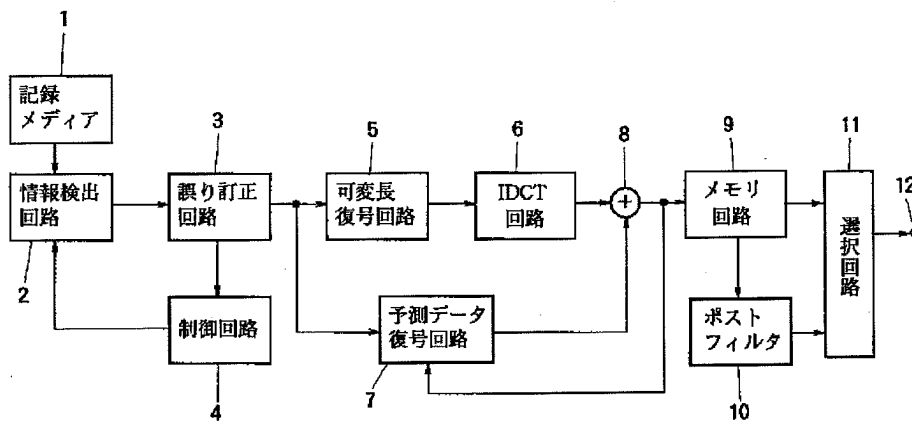 1
記録
メディア
3
5
6
8
9
11
12
情報検出
回路
誤り訂正
回路
可変長
復号回路
IDCT
回路
+
メモリ
回路
選択回路
2
制御回路
予測データ
復号回路
ポスト
フィルタ
4
7
10